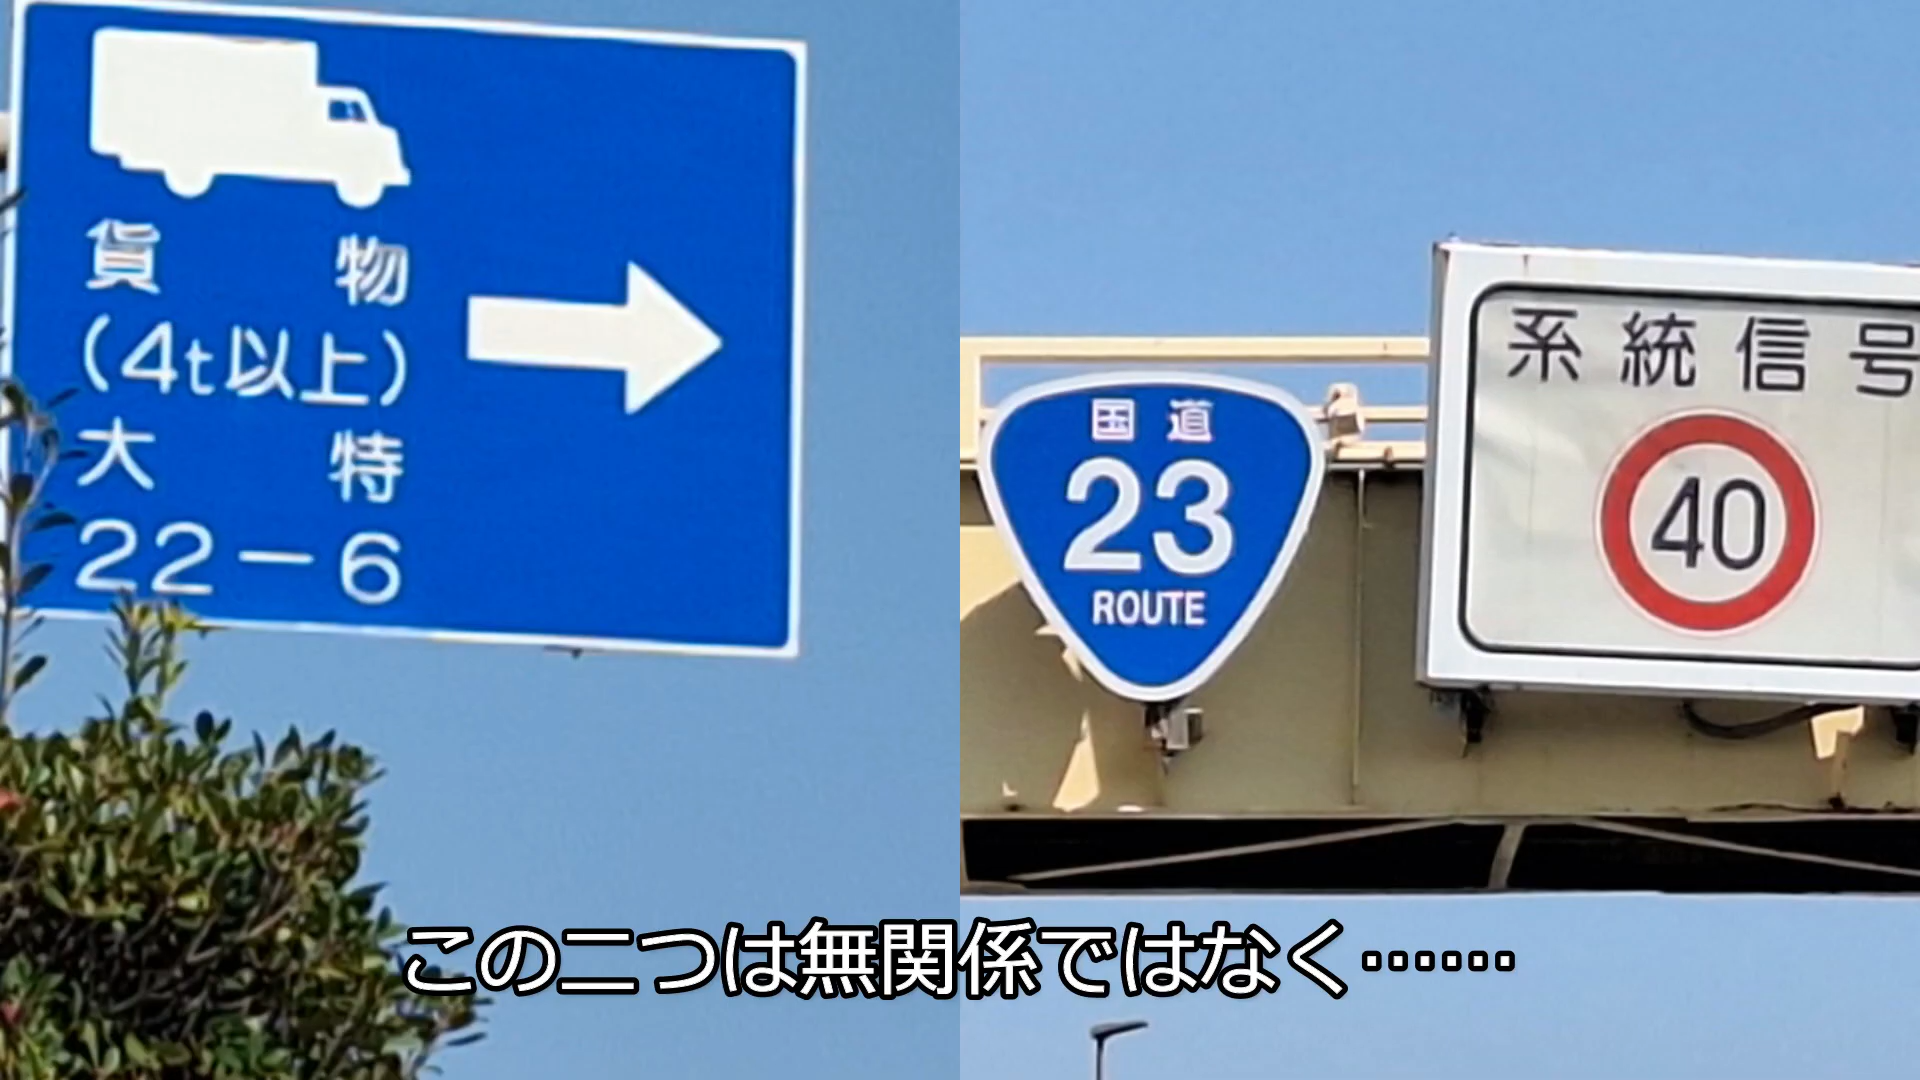 貨物
(4t以上)
大特
22-6
国道
23
ROUTE
系統信号
40
この二つは無関係ではなく……